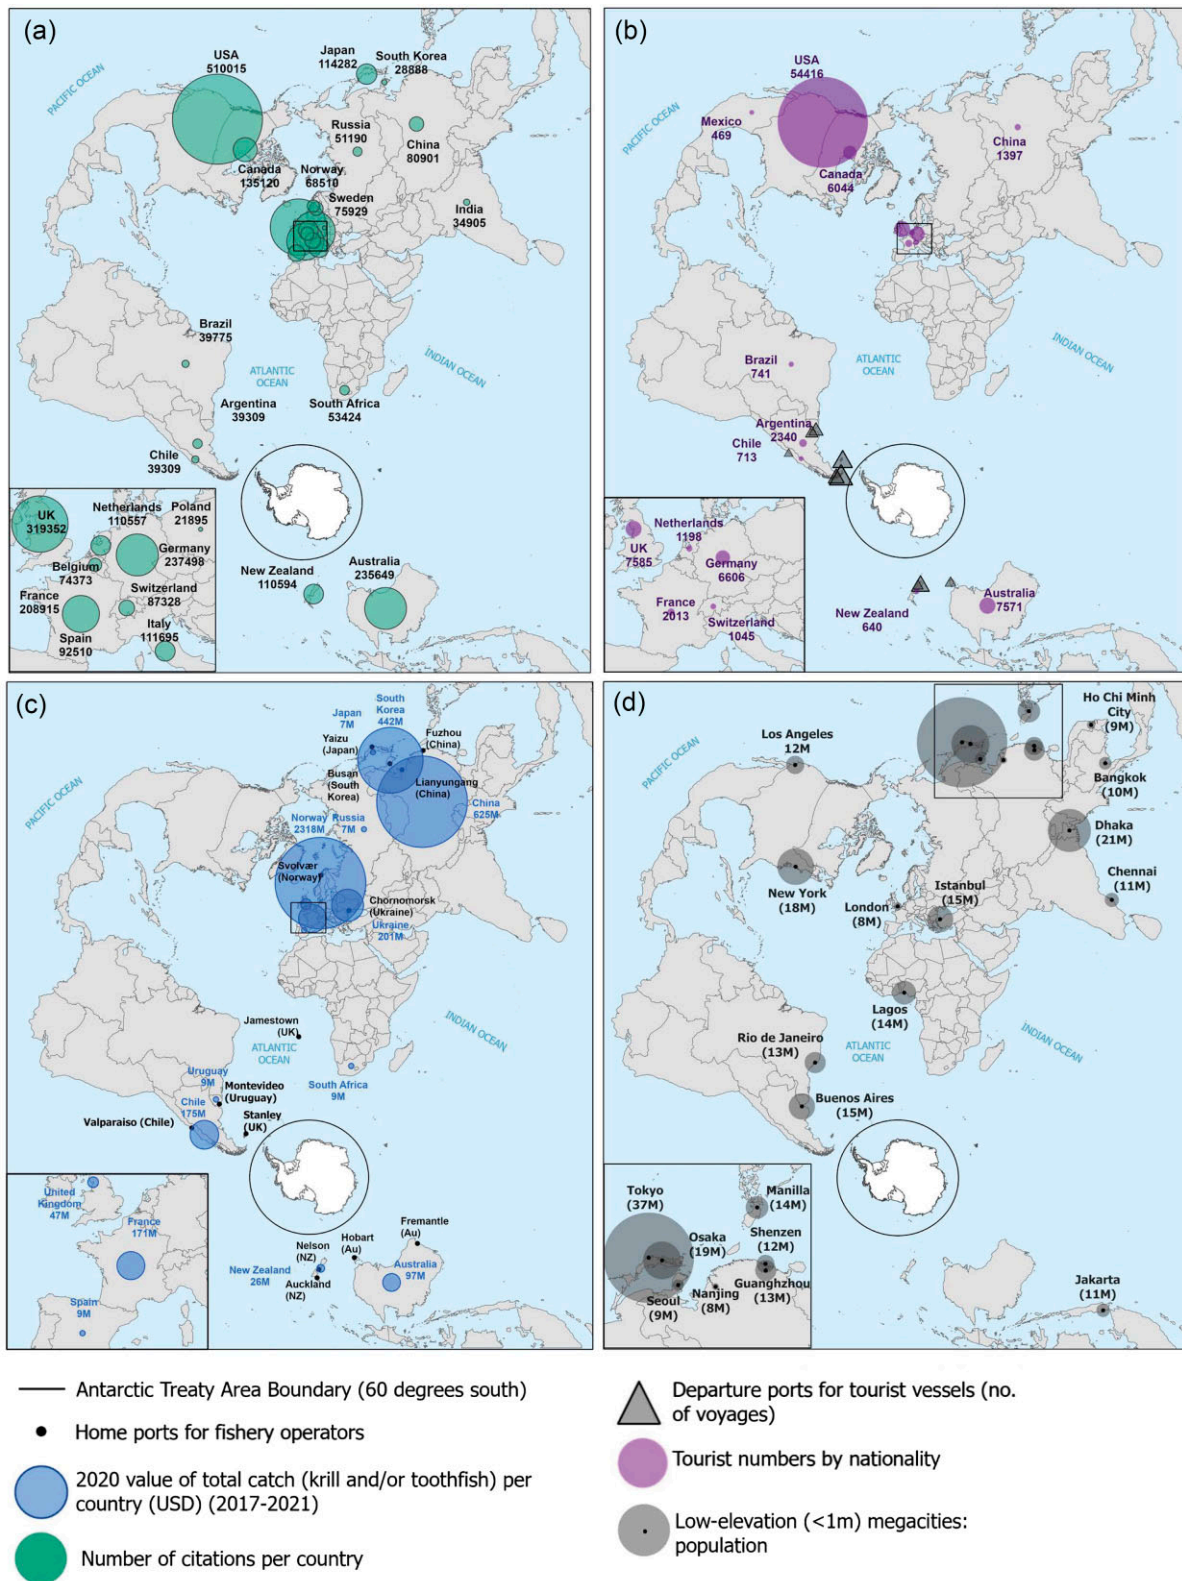 (a)
USA
510015
Japan
114282
South Korea
28888
PACIFIC OCEAN
Russia
51190
China
80901
Canada
135120
Norway
68510
Sweden
75929
India
34905
Brazil
39775
ATLANTIC
OCEAN
INDIAN OCEAN
Argentina
39309
South Africa
53424
Chile
39309
UK
319352
Netherlands
110557
Poland
21895
Belgium
74373
Germany
237498
France
208915
Switzerland
87328
Spain
92510
Italy
111695
New Zealand
110594
Australia
235649
(b)
USA
54416
PACIFIC OCEAN
Mexico
469
China
1397
Canada
6044
Brazil
741
ATLANTIC
OCEAN
INDIAN OCEAN
Argentina
2340
Chile
713
Netherlands
1198
UK
7585
Germany
6606
France
2013
Switzerland
1045
New Zealand
640
Australia
7571
(c)
Japan
7M
South
Korea
442M
Yaizu
(Japan)
Fuzhou
(China)
Busan
(South
Korea)
Lianyungang
(China)
China
625M
PACIFIC OCEAN
Norway
2318M
Russia
7M
Svolvær
(Norway)
Chornomorsk
(Ukraine)
Ukraine
201M
Jamestown
(UK)
ATLANTIC
OCEAN
INDIAN OCEAN
Uruguay
9M
Montevideo
(Uruguay)
South Africa
9M
Chile
175M
Valparaiso (Chile)
Stanley
(UK)
United
Kingdom
47M
France
171M
Spain
9M
Nelson
(NZ)
Hobart
(Au)
Fremantle
(Au)
New Zealand
26M
Auckland
(NZ)
Australia
97M
(d)
Los Angeles
12M
Ho Chi Minh
City
(9M)
PACIFIC OCEAN
Bangkok
(10M)
Dhaka
(21M)
Chennai
(11M)
New York
(18M)
London
(8M)
Istanbul
(15M)
Lagos
(14M)
Rio de Janeiro
(13M)
ATLANTIC
OCEAN
INDIAN OCEAN
Buenos Aires
(15M)
Tokyo
(37M)
Manilla
(14M)
Osaka
(19M)
Shenzen
(12M)
Guanghzhou
(13M)
Seoul
(9M)
Nanjing
(8M)
Jakarta
(11M)
Antarctic Treaty Area Boundary (60 degrees south)
Home ports for fishery operators
2020 value of total catch (krill and/or toothfish) per
country (USD) (2017-2021)
Number of citations per country
Departure ports for tourist vessels (no.
of voyages)
Tourist numbers by nationality
Low-elevation (<1m) megacities:
population